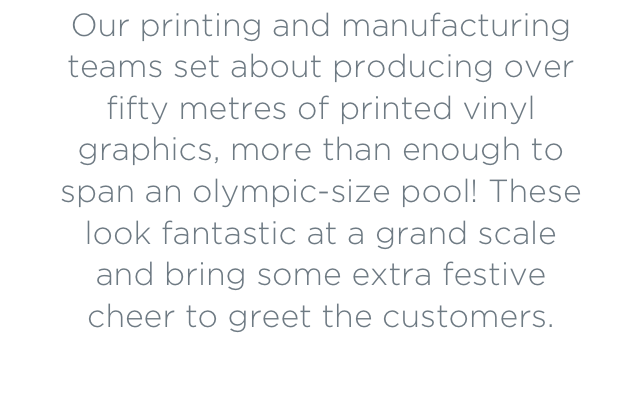 Our printing and manufacturing
teams set about producing over
fifty metres of printed vinyl
graphics, more than enough to
span an olympic-size pool! These
look fantastic at a grand scale
and bring some extra festive
cheer to greet the customers.